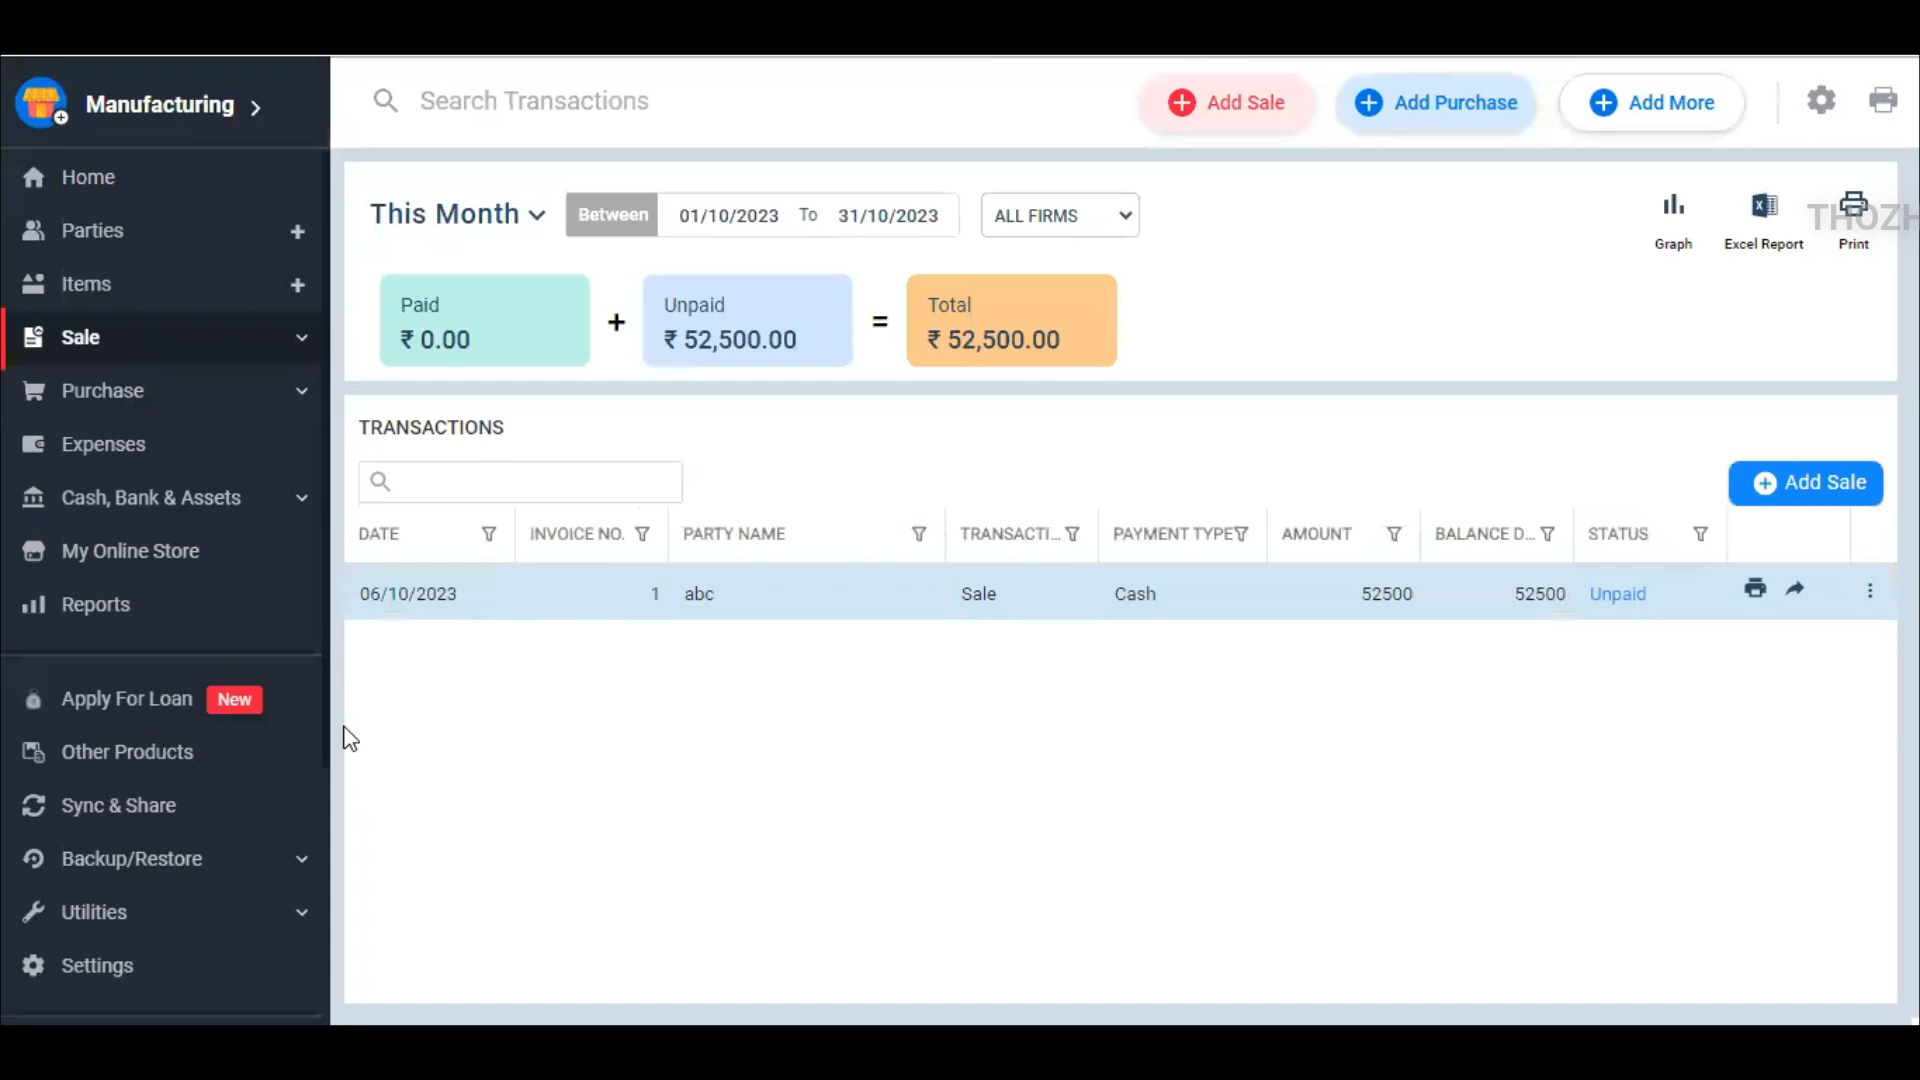 Manufacturing
Search Transactions
Add Sale
Add Purchase
Add More
Home
Parties
Items
Sale
Purchase
Expenses
Cash, Bank & Assets
My Online Store
Reports
Apply For Loan New
Other Products
Sync & Share
Backup/Restore
Utilities
Settings
This Month
Between 01/10/2023 To 31/10/2023
ALL FIRMS
Graph
Excel Report
Print
THOZH
Paid
₹ 0.00
+
Unpaid
₹ 52,500.00
=
Total
₹ 52,500.00
TRANSACTIONS
Add Sale
DATE INVOICE NO. PARTY NAME TRANSACTI... PAYMENT TYPE AMOUNT BALANCE D... STATUS
06/10/2023 1 abc Sale Cash 52500 52500 Unpaid